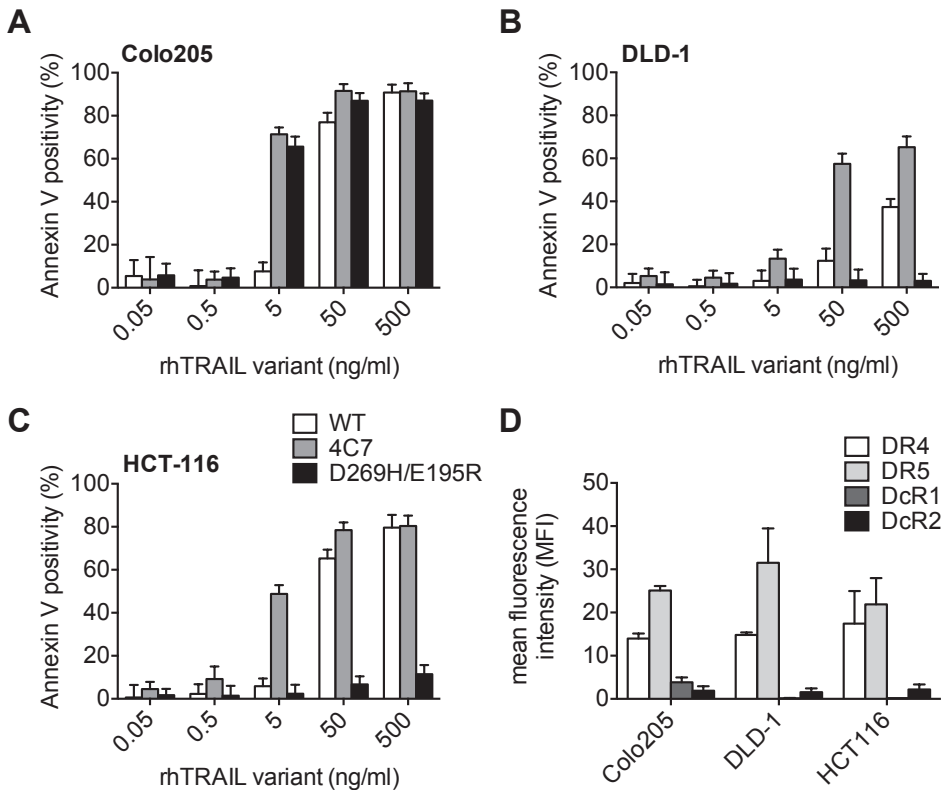 A
Colo205
Annexin V positivity (%)
100
80
60
40
20
0
0.05
0.5
5
50
500
rhTRAIL variant (ng/ml)
B
DLD-1
Annexin V positivity (%)
100
80
60
40
20
0
0.05
0.5
5
50
500
rhTRAIL variant (ng/ml)
C
HCT-116
WT
4C7
D269H/E195R
Annexin V positivity (%)
100
80
60
40
20
0
0.05
0.5
5
50
500
rhTRAIL variant (ng/ml)
D
DR4
DR5
DcR1
DcR2
mean fluorescence
intensity (MFI)
50
40
30
20
10
0
Colo205
DLD-1
HCT116